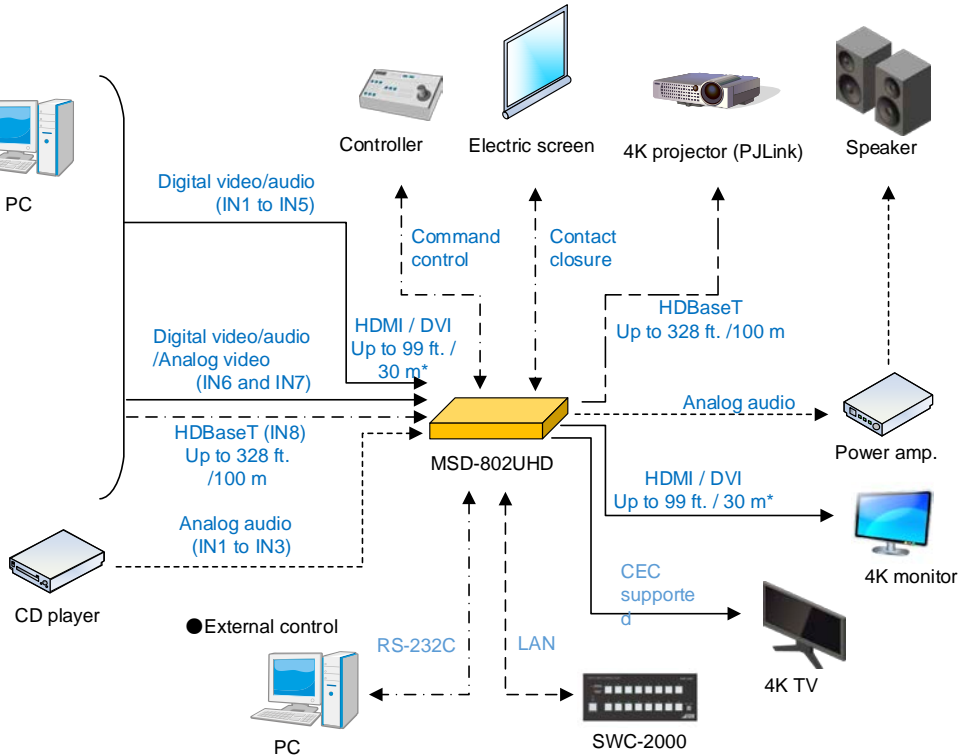 Controller
Electric screen
4K projector (PJLink)
Speaker
PC
Digital video/audio
(IN1 to IN5)
Command
control
Contact
closure
HDBaseT
Up to 328 ft. /100 m
HDMI / DVI
Up to 99 ft. /
30 m*
Digital video/audio
/Analog video
(IN6 and IN7)
HDBaseT (IN8)
Up to 328 ft.
/100 m
MSD-802UHD
Analog audio
Power amp.
HDMI / DVI
Up to 99 ft. / 30 m*
4K monitor
Analog audio
(IN1 to IN3)
CD player
CEC
supporte
d
4K TV
●External control
RS-232C
LAN
PC
SWC-2000